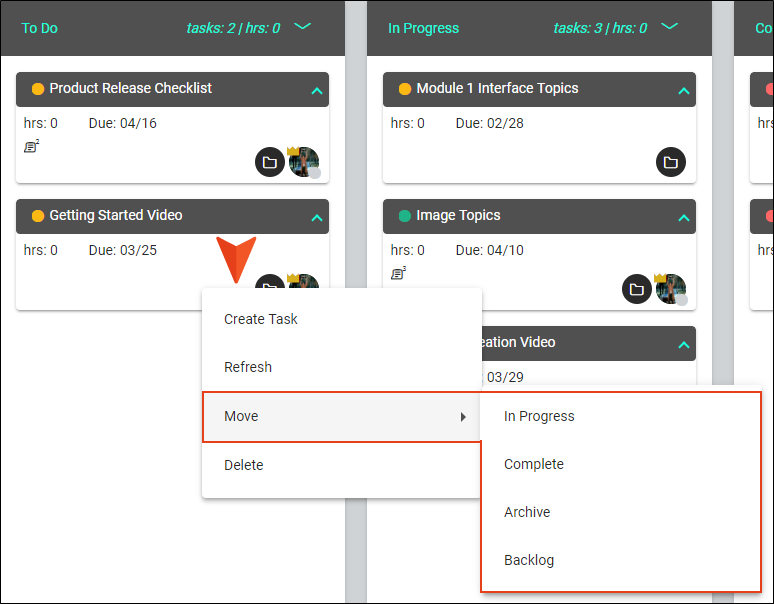 To Do
tasks: 2 | hrs: 0
Product Release Checklist
hrs: 0 Due: 04/16
2
Getting Started Video
hrs: 0 Due: 03/25
Create Task
Refresh
Move
Delete
In Progress
tasks: 3 | hrs: 0
Module 1 Interface Topics
hrs: 0 Due: 02/28
Image Topics
hrs: 0 Due: 04/10
3
eation Video
03/29
In Progress
Complete
Archive
Backlog
Co
hrs
hrs